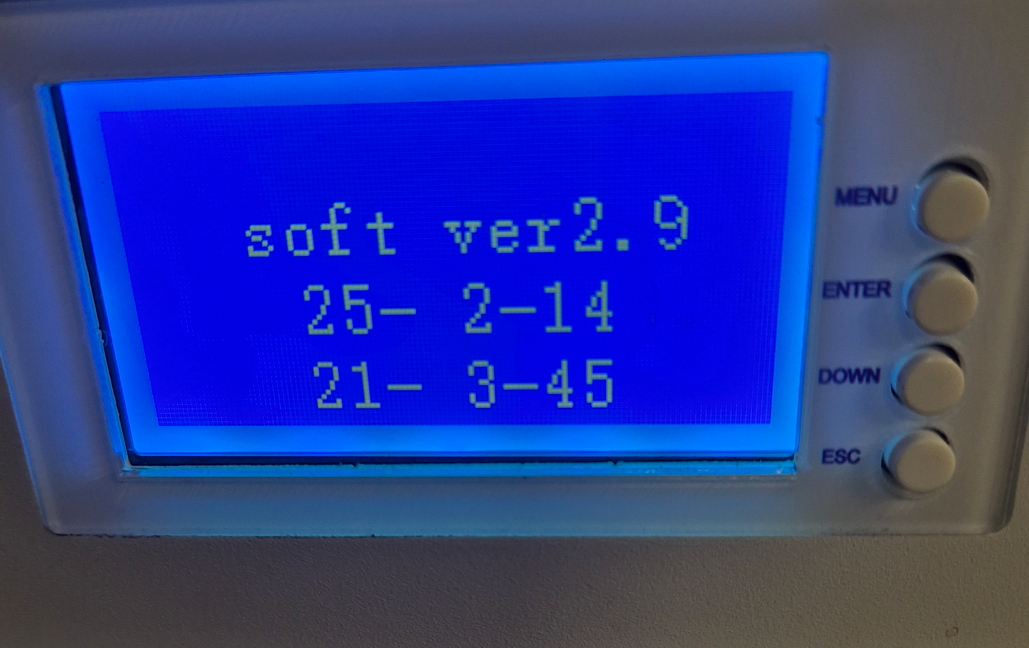 soft ver2.9
25- 2-14
21- 3-45
MENU
ENTER
DOWN
ESC